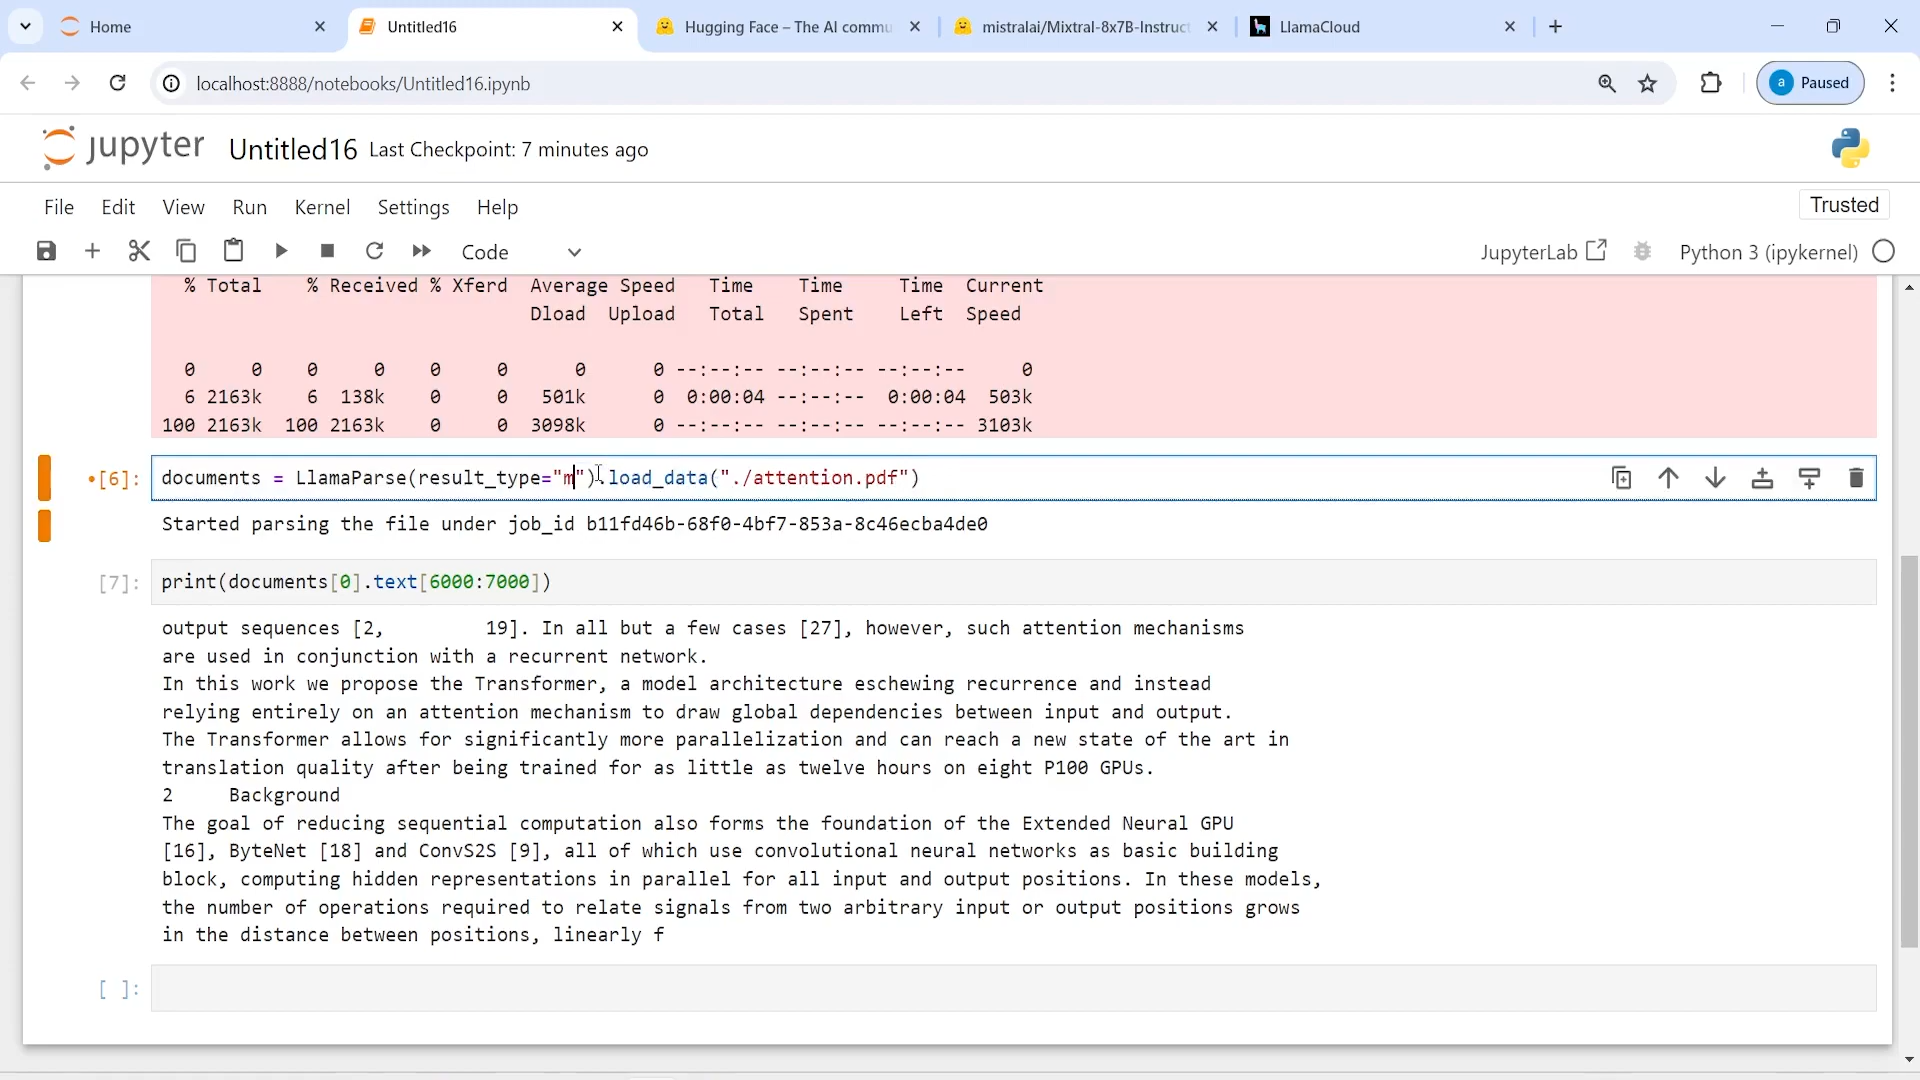 Home
Untitled16
Hugging Face – The AI commu
mistralai/Mixtral-8x7B-Instruct
LlamaCloud
localhost:8888/notebooks/Untitled16.ipynb
a Paused
jupyter Untitled16 Last Checkpoint: 7 minutes ago
File Edit View Run Kernel Settings Help
Trusted
Code
JupyterLab
Python 3 (ipykernel)
% Total    % Received % Xferd  Average Speed   Time    Time     Time  Current
Dload  Upload   Total   Spent    Left  Speed
0     0    0     0    0     0      0      0 --:--:-- --:--:-- --:--:--     0
6 2163k    6  138k    0     0   501k      0  0:00:04 --:--:--  0:00:04  503k
100 2163k  100 2163k    0     0  3098k      0 --:--:-- --:--:-- --:--:-- 3103k
•[6]: documents = LlamaParse(result_type="m").load_data("./attention.pdf")
Started parsing the file under job_id b11fd46b-68f0-4bf7-853a-8c46ecba4de0
[7]: print(documents[0].text[6000:7000])
output sequences [2,         19]. In all but a few cases [27], however, such attention mechanisms
are used in conjunction with a recurrent network.
In this work we propose the Transformer, a model architecture eschewing recurrence and instead
relying entirely on an attention mechanism to draw global dependencies between input and output.
The Transformer allows for significantly more parallelization and can reach a new state of the art in
translation quality after being trained for as little as twelve hours on eight P100 GPUs.
2     Background
The goal of reducing sequential computation also forms the foundation of the Extended Neural GPU
[16], ByteNet [18] and ConvS2S [9], all of which use convolutional neural networks as basic building
block, computing hidden representations in parallel for all input and output positions. In these models,
the number of operations required to relate signals from two arbitrary input or output positions grows
in the distance between positions, linearly f
[ ]: